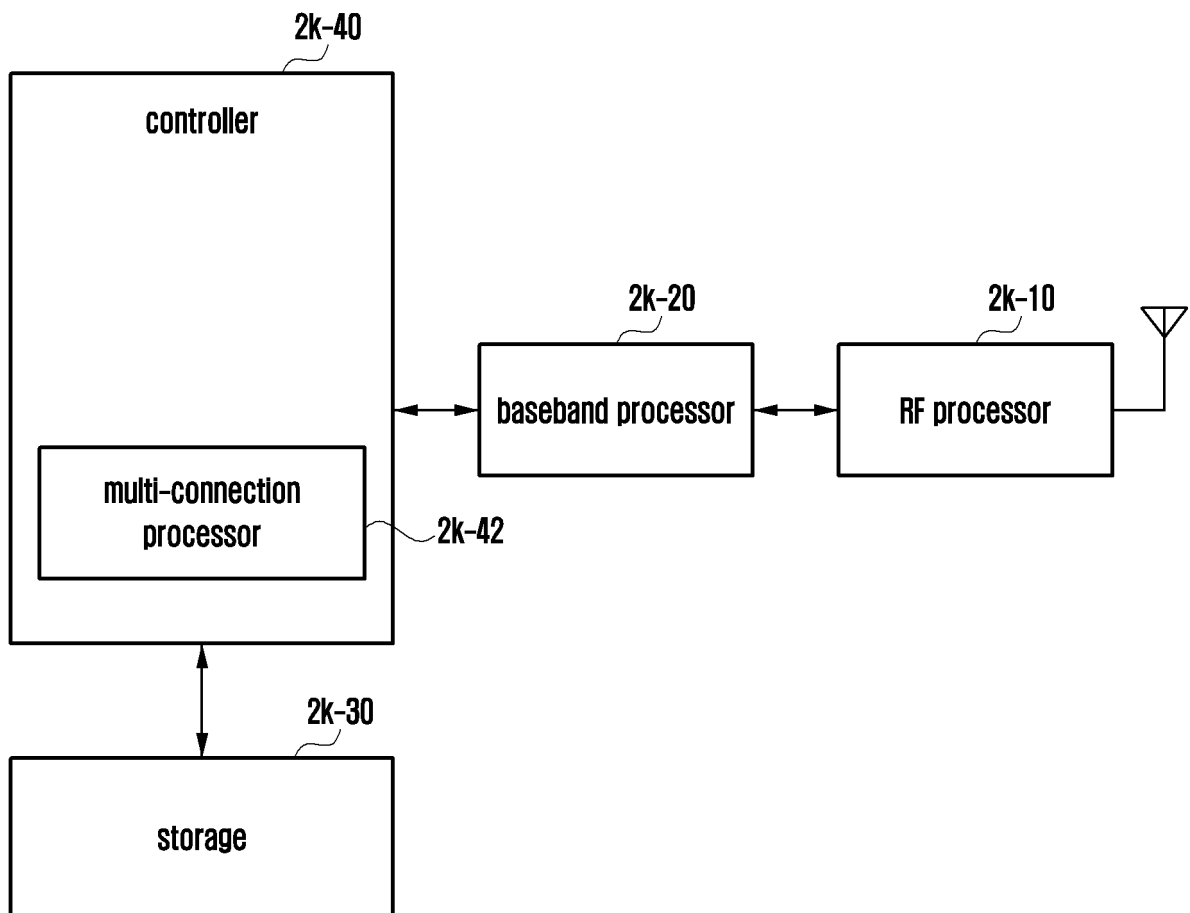 2k-40
controller
2k-20
2k-10
baseband processor
RF processor
multi-connection
processor
2k-42
2k-30
storage